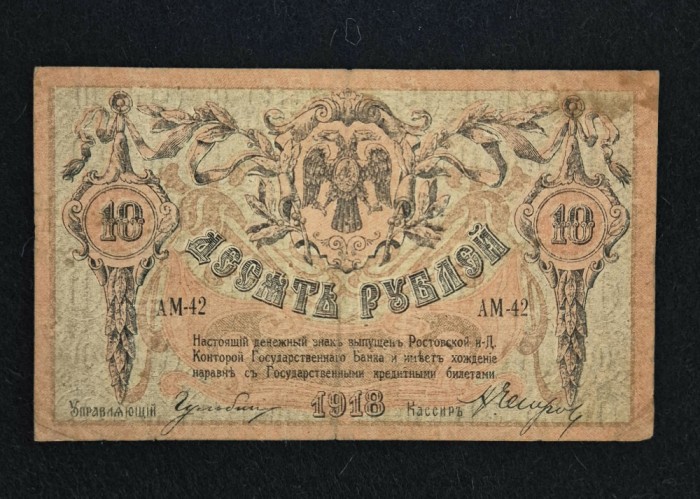 10 10
ДЕСЯТЬ РУБЛЕЙ
АМ-42 АМ-42
Настоящій денежный знакъ выпущенъ Ростовской н-Д.
Конторой Государственнаго Банка и имѣетъ хожденіе
наравнѣ съ Государственными кредитными билетами.
Управляющій 1918 Кассиръ